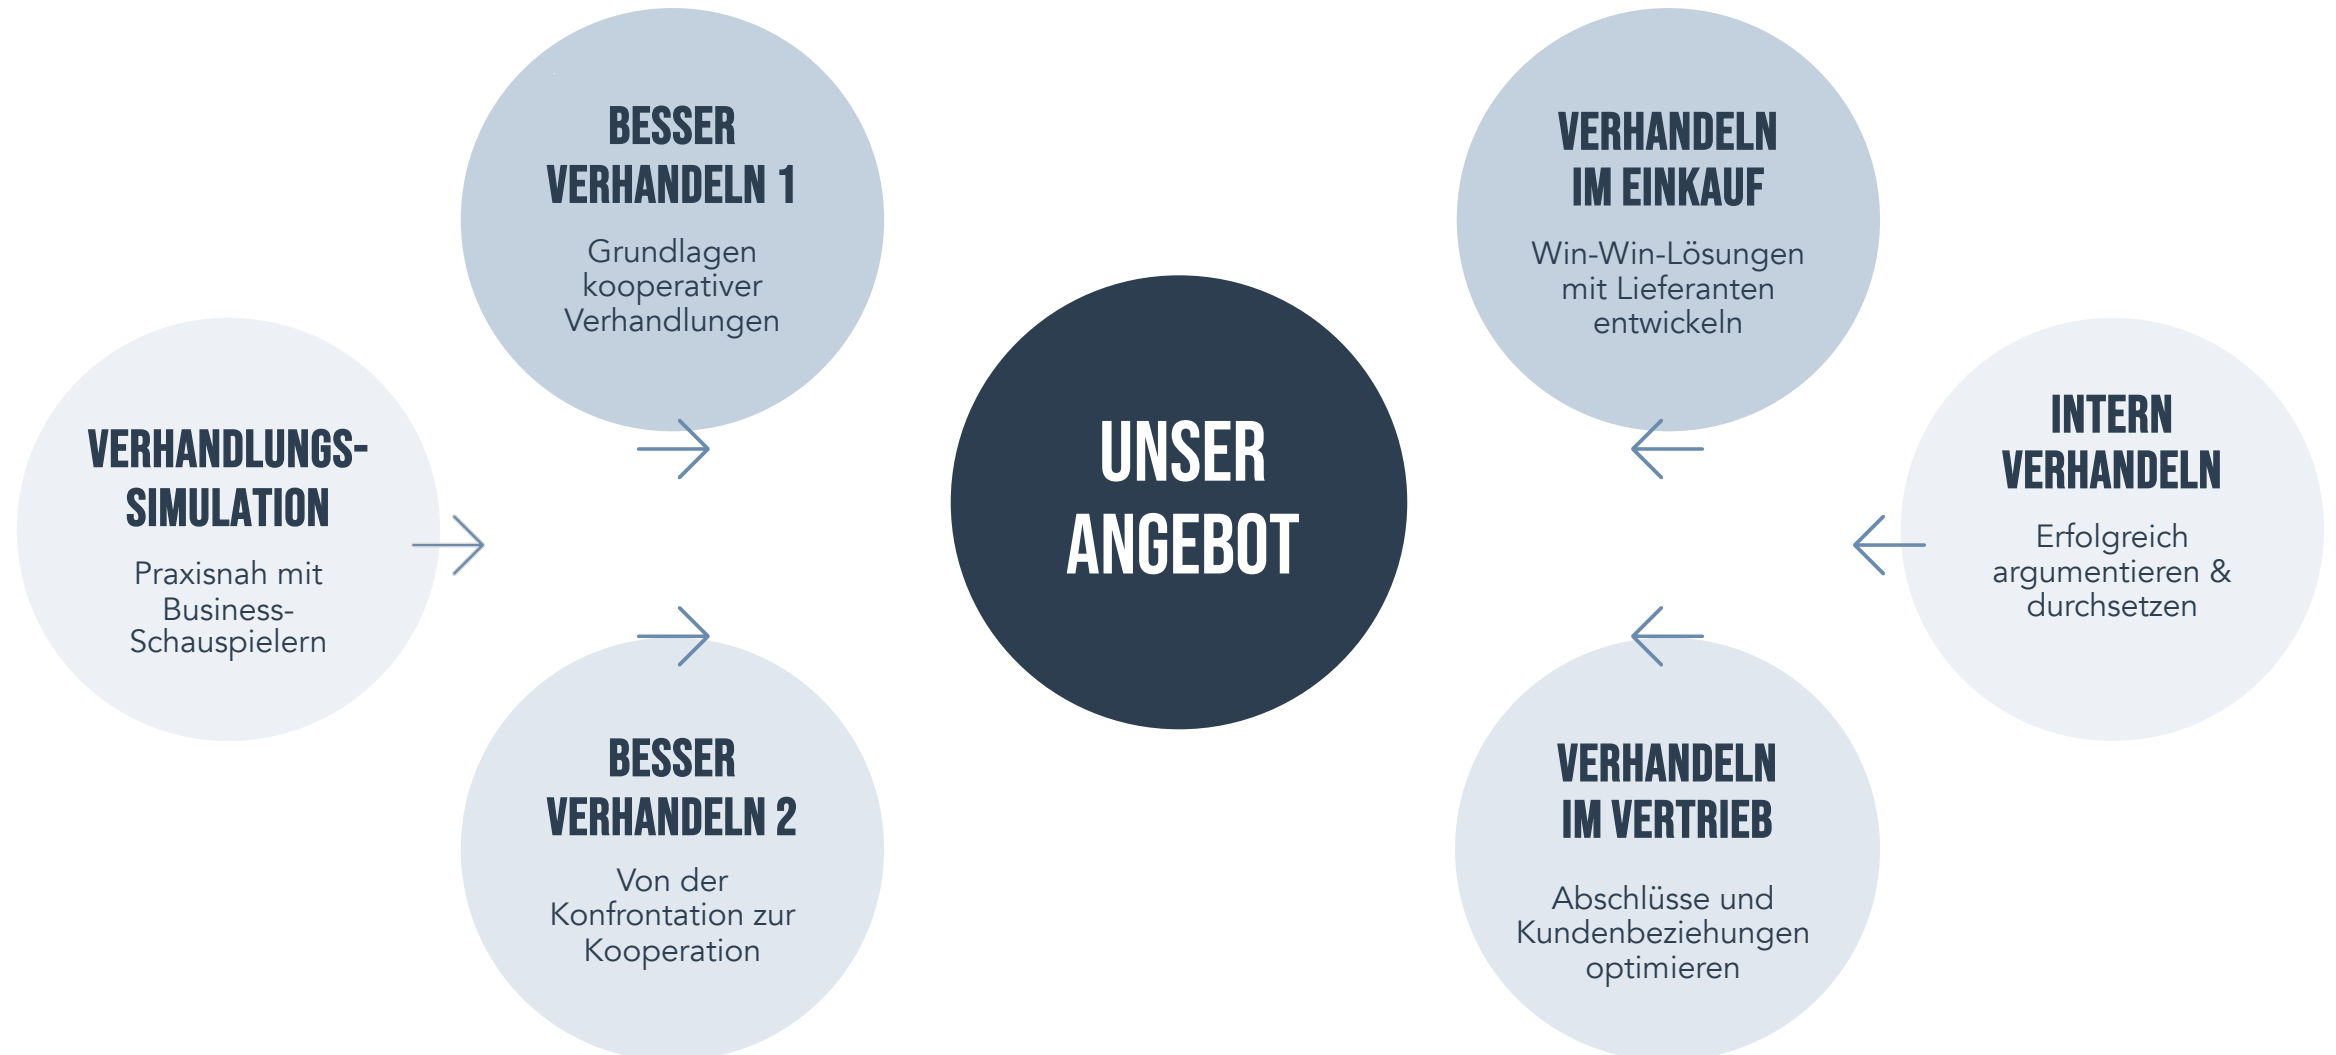 BESSER
VERHANDELN 1
Grundlagen
kooperativer
Verhandlungen
VERHANDELN
IM EINKAUF
Win-Win-Lösungen
mit Lieferanten
entwickeln
VERHANDLUNGS-
SIMULATION
Praxisnah mit
Business-
Schauspielern
UNSER
ANGEBOT
INTERN
VERHANDELN
Erfolgreich
argumentieren &
durchsetzen
BESSER
VERHANDELN 2
Von der
Konfrontation zur
Kooperation
VERHANDELN
IM VERTRIEB
Abschlüsse und
Kundenbeziehungen
optimieren